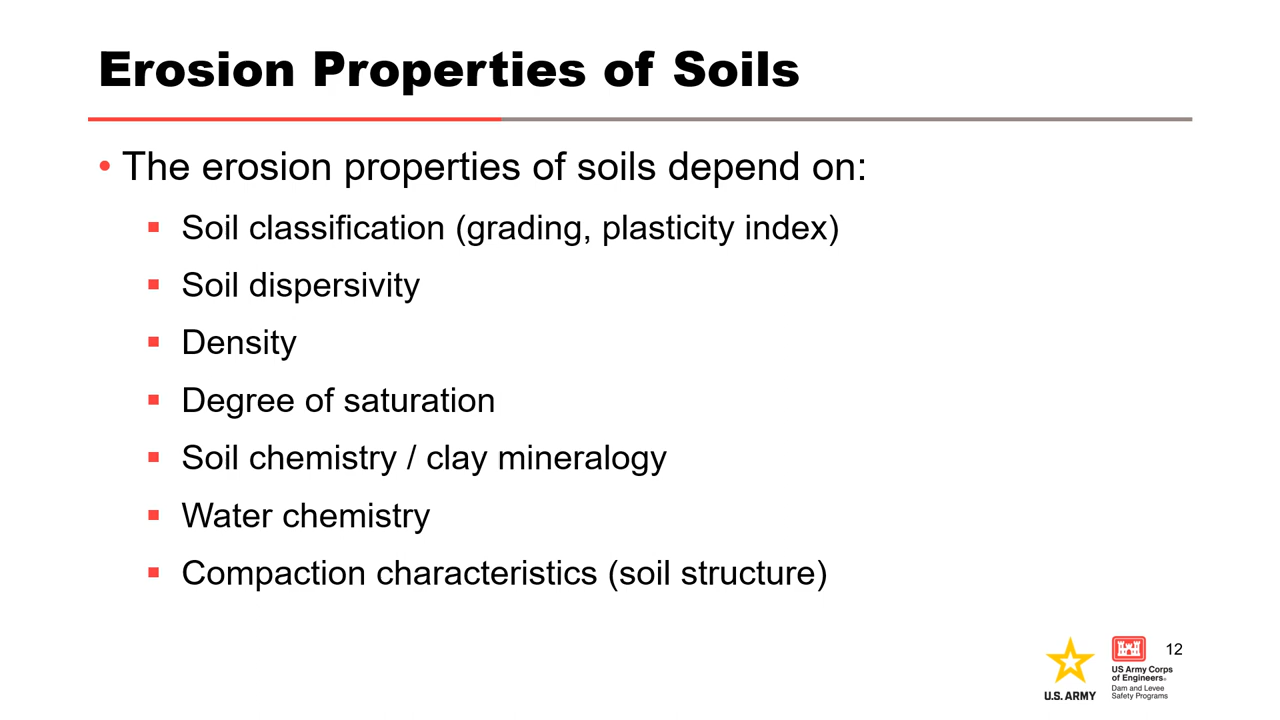 Erosion Properties of Soils
• The erosion properties of soils depend on:
▪ Soil classification (grading, plasticity index)
▪ Soil dispersivity
▪ Density
▪ Degree of saturation
▪ Soil chemistry / clay mineralogy
▪ Water chemistry
▪ Compaction characteristics (soil structure)
U.S. ARMY
US Army Corps
of Engineers®
Dam and Levee
Safety Programs
12